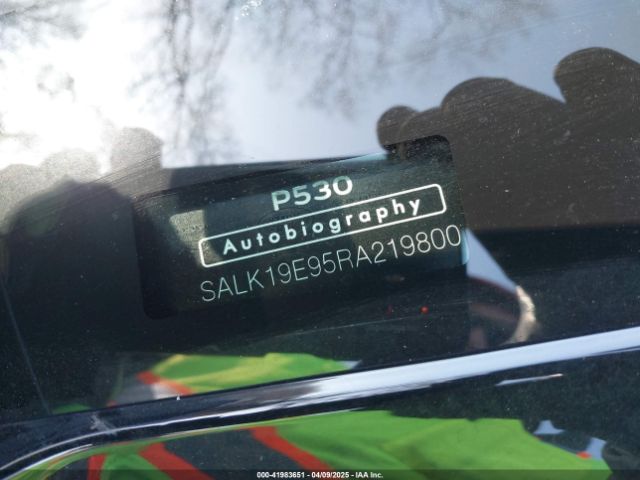 P530
Autobiography
SALK19E95RA219800
000-41983651 - 04/09/2025 - IAA Inc.